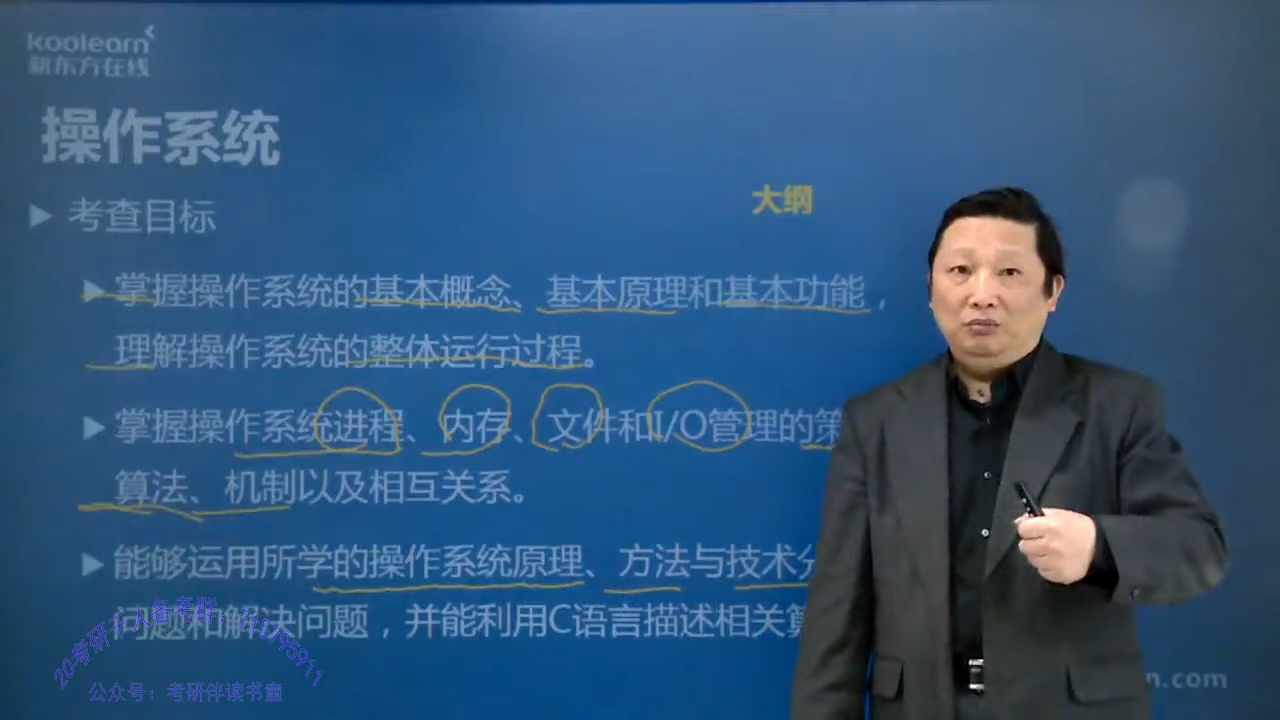 koolearn
新东方在线
操作系统
考查目标
大纲
掌握操作系统的基本概念、基本原理和基本功能，
理解操作系统的整体运行过程。
掌握操作系统进程、内存、文件和I/O管理的策
算法、机制以及相互关系。
能够运用所学的操作系统原理、方法与技术分
问题和解决问题，并能利用C语言描述相关算
公众号：考研伴读书童
n.com